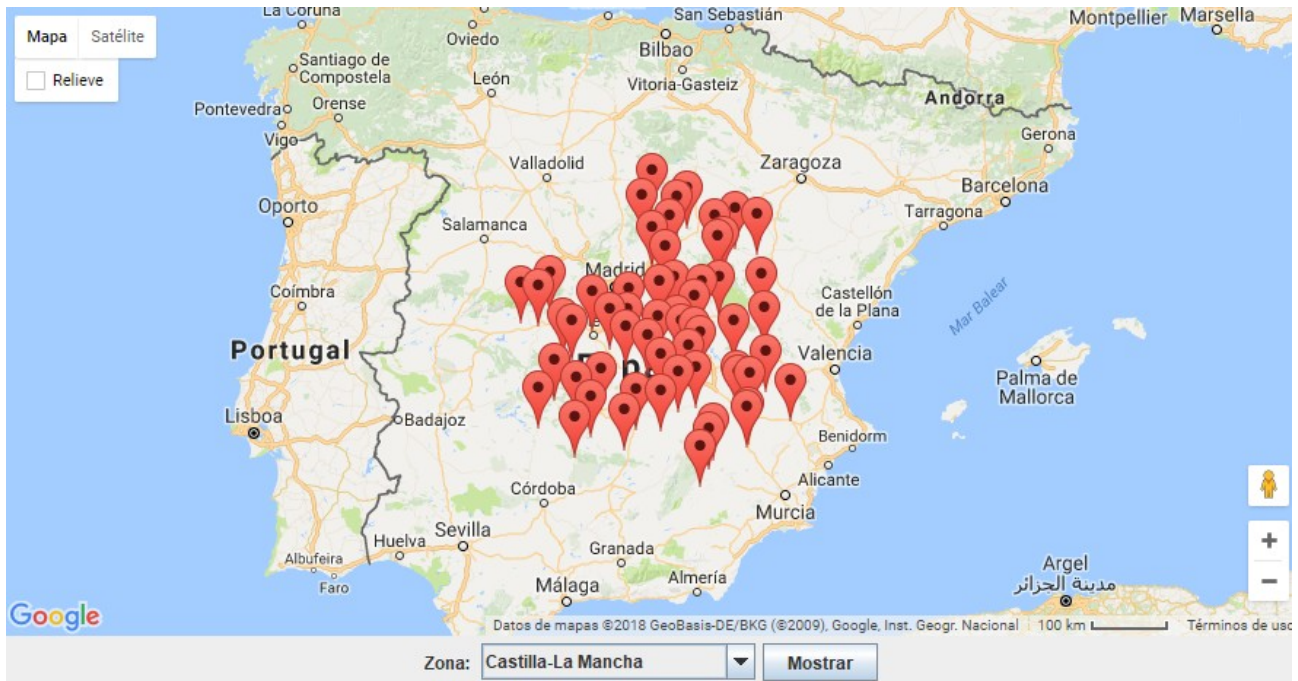 La Coruña
San Sebastián
Montpellier
Marsella
Mapa
Satélite
Oviedo
Bilbao
Santiago de
Compostela
León
Vitoria-Gasteiz
Relieve
Andorra
Pontevedra
Orense
Gerona
Vigo
Valladolid
Zaragoza
Barcelona
Oporto
Tarragona
Salamanca
Madrid
Coímbra
Castellón
de la Plana
Mar Balear
Portugal
Valencia
Palma de
Mallorca
Lisboa
Badajoz
Benidorm
Alicante
Córdoba
Murcia
Huelva
Sevilla
Granada
Albufeira
Faro
Almería
Málaga
Argel
مدينة الجزائر
+
−
Google
Datos de mapas ©2018 GeoBasis-DE/BKG (©2009), Google, Inst. Geogr. Nacional
100 km
Términos de uso
Zona:
Castilla-La Mancha
Mostrar